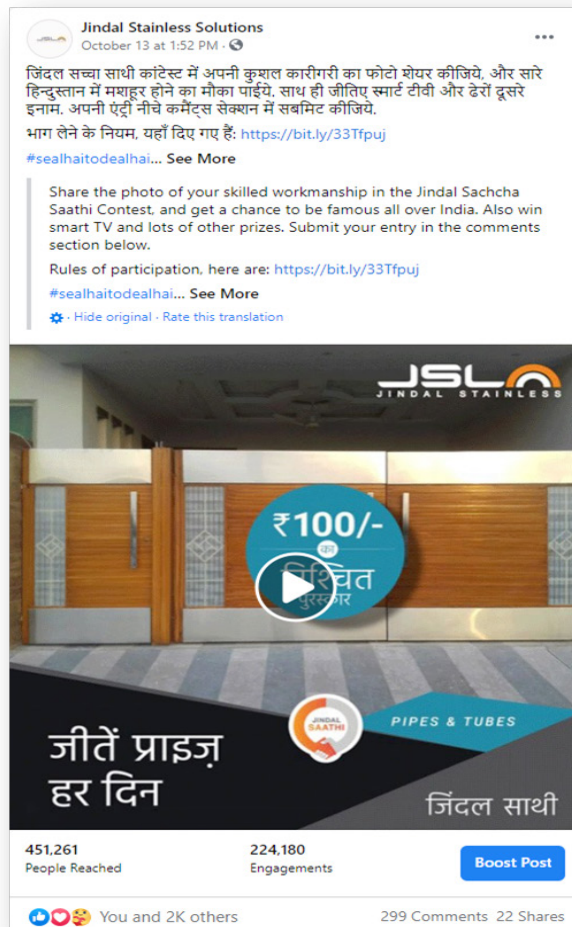 Jindal Stainless Solutions
October 13 at 1:52 PM ·
जिंदल सच्चा साथी कांटेस्ट में अपनी कुशल कारीगरी का फोटो शेयर कीजिये, और सारे
हिन्दुस्तान में मशहूर होने का मौका पाईये. साथ ही जीतिए स्मार्ट टीवी और ढेरों दूसरे
इनाम. अपनी एंट्री नीचे कमैंट्स सेक्शन में सबमिट कीजिये.
भाग लेने के नियम, यहाँ दिए गए हैं: https://bit.ly/33Tfpuj
#sealhaitodealhai... See More
Share the photo of your skilled workmanship in the Jindal Sachcha
Saathi Contest, and get a chance to be famous all over India. Also win
smart TV and lots of other prizes. Submit your entry in the comments
section below.
Rules of participation, here are: https://bit.ly/33Tfpuj
#sealhaitodealhai... See More
· Hide original · Rate this translation
JSL
JINDAL STAINLESS
₹100/-
का
निश्चित
पुरस्कार
JINDAL
SAATHI
PIPES & TUBES
जीतें प्राइज़
हर दिन
जिंदल साथी
451,261
People Reached
224,180
Engagements
Boost Post
You and 2K others
299 Comments 22 Shares